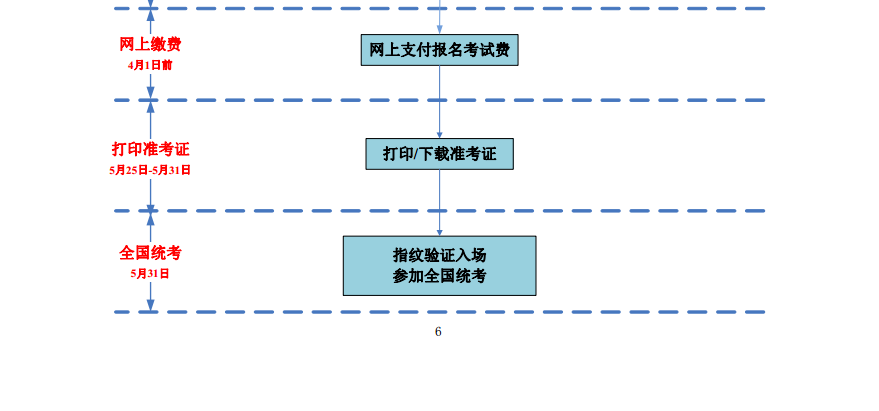 网上缴费
4月1日前
网上支付报名考试费
打印准考证
5月25日-5月31日
打印/下载准考证
全国统考
5月31日
指纹验证入场
参加全国统考
6